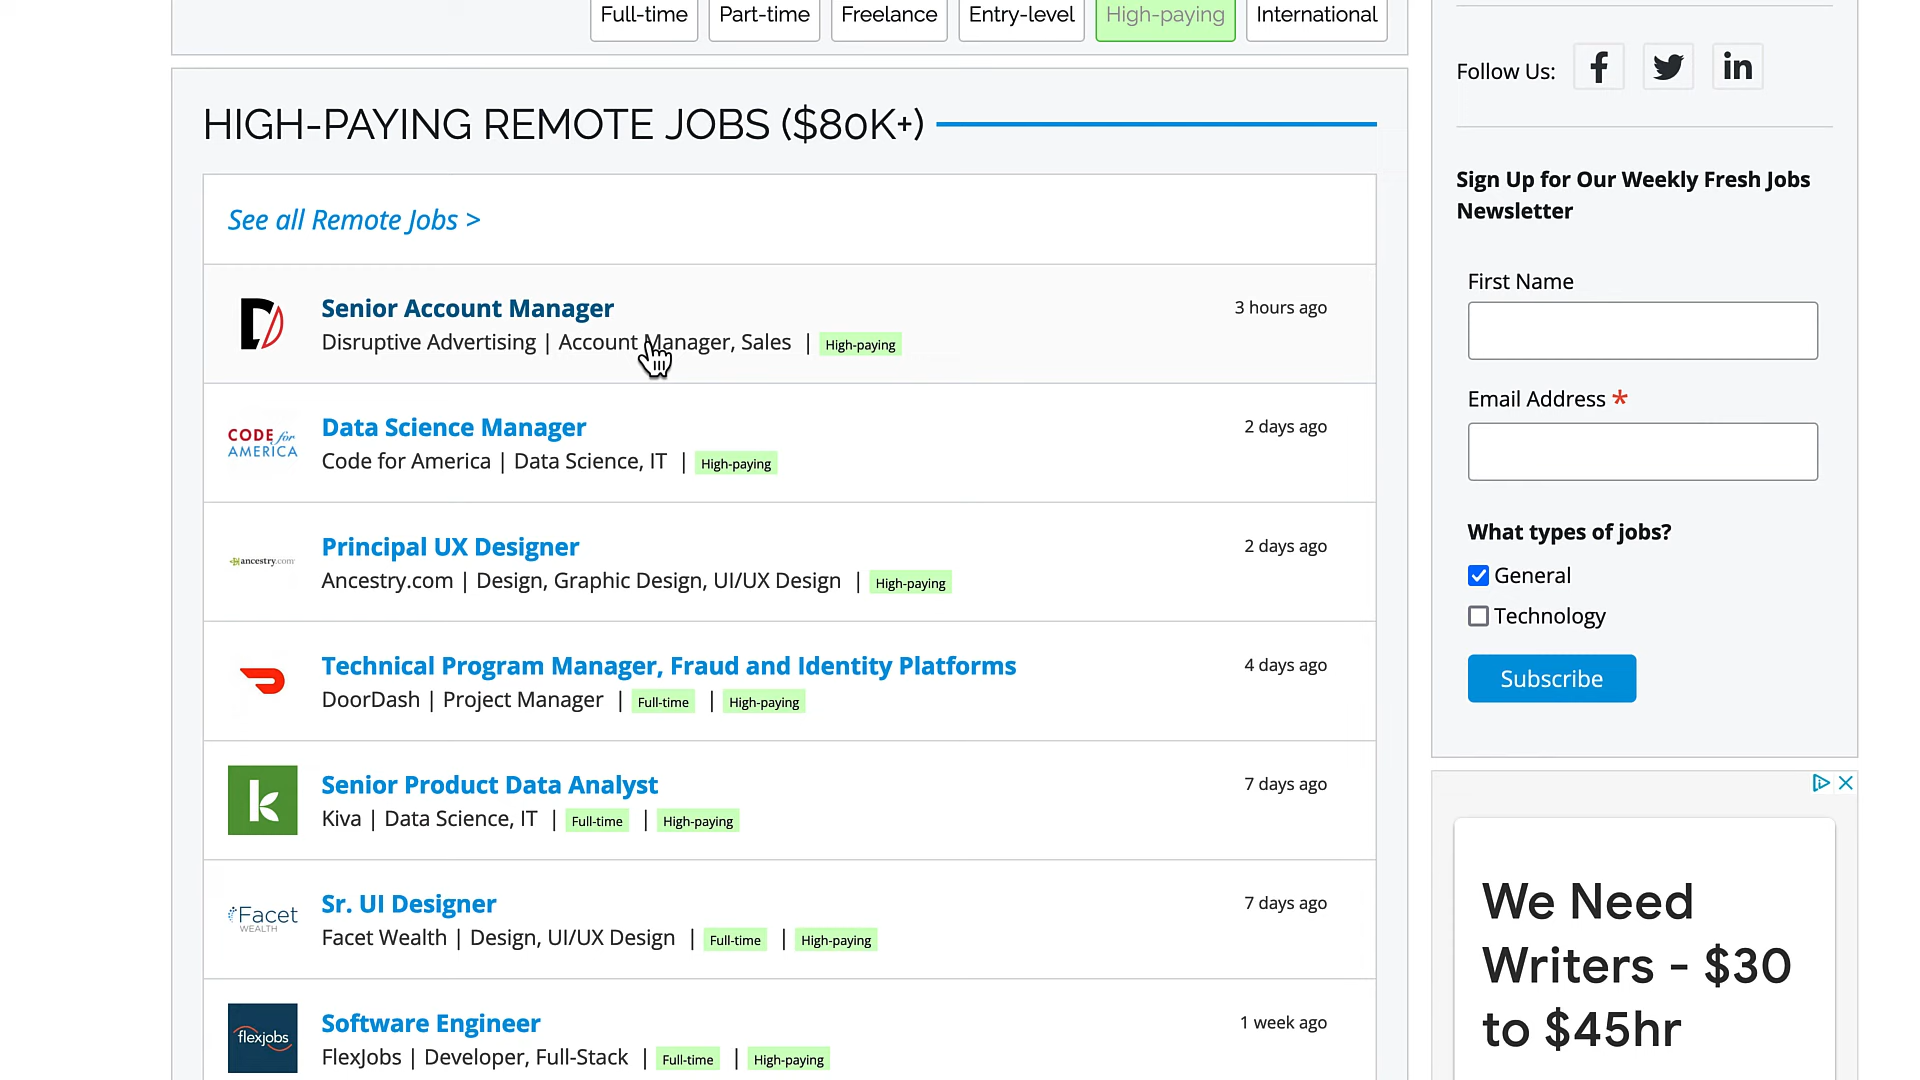 Full-time
Part-time
Freelance
Entry-level
High-paying
International
HIGH-PAYING REMOTE JOBS ($80K+)
See all Remote Jobs >
Senior Account Manager
3 hours ago
Disruptive Advertising | Account Manager, Sales | High-paying
CODE for
AMERICA
Data Science Manager
2 days ago
Code for America | Data Science, IT | High-paying
ancestry.com
Principal UX Designer
2 days ago
Ancestry.com | Design, Graphic Design, UI/UX Design | High-paying
Technical Program Manager, Fraud and Identity Platforms
4 days ago
DoorDash | Project Manager | Full-time | High-paying
k
Senior Product Data Analyst
7 days ago
Kiva | Data Science, IT | Full-time | High-paying
Facet
WEALTH
Sr. UI Designer
7 days ago
Facet Wealth | Design, UI/UX Design | Full-time | High-paying
flexjobs
Software Engineer
1 week ago
FlexJobs | Developer, Full-Stack | Full-time | High-paying
Follow Us:
Sign Up for Our Weekly Fresh Jobs
Newsletter
First Name
Email Address *
What types of jobs?
General
Technology
Subscribe
We Need
Writers - $30
to $45hr